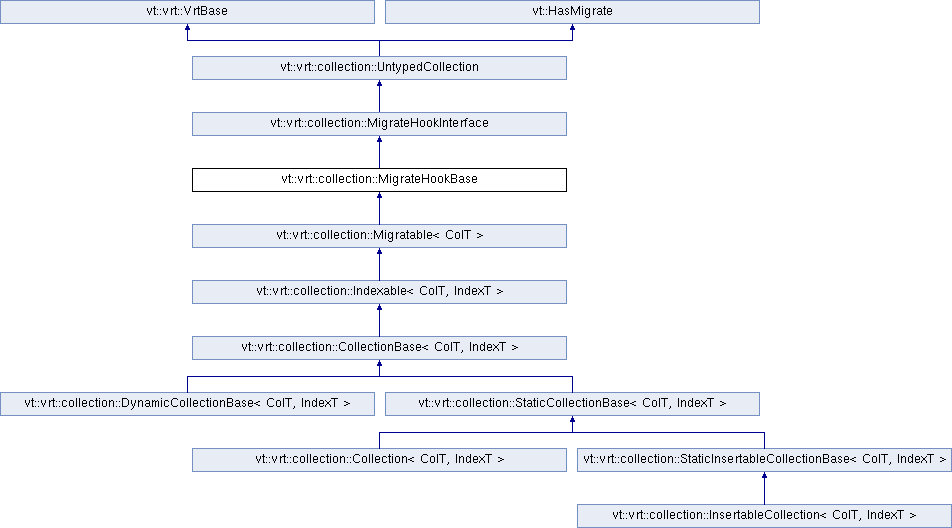 vt::vrt::VrtBase
vt::HasMigrate
vt::vrt::collection::UntypedCollection
vt::vrt::collection::MigrateHookInterface
vt::vrt::collection::MigrateHookBase
vt::vrt::collection::Migratable< ColT >
vt::vrt::collection::Indexable< ColT, IndexT >
vt::vrt::collection::CollectionBase< ColT, IndexT >
vt::vrt::collection::DynamicCollectionBase< ColT, IndexT >
vt::vrt::collection::StaticCollectionBase< ColT, IndexT >
vt::vrt::collection::Collection< ColT, IndexT >
vt::vrt::collection::StaticInsertableCollectionBase< ColT, IndexT >
vt::vrt::collection::InsertableCollection< ColT, IndexT >